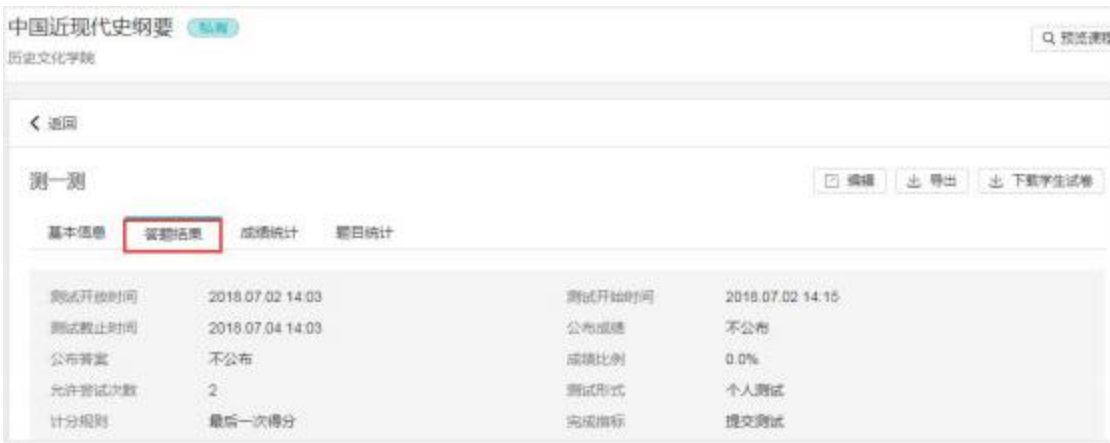 中国近现代史纲要 私有
历史文化学院
预览课程
返回
测一测
编辑 导出 下载学生试卷
基本信息 答题结果 成绩统计 题目统计
测试开放时间 2018.07.02 14:03 测试开始时间 2018.07.02 14:15
测试截止时间 2018.07.04 14:03 公布成绩 不公布
公布答案 不公布 成绩比例 0.0%
允许尝试次数 2 测试形式 个人测试
计分规则 最后一次得分 完成指标 提交测试